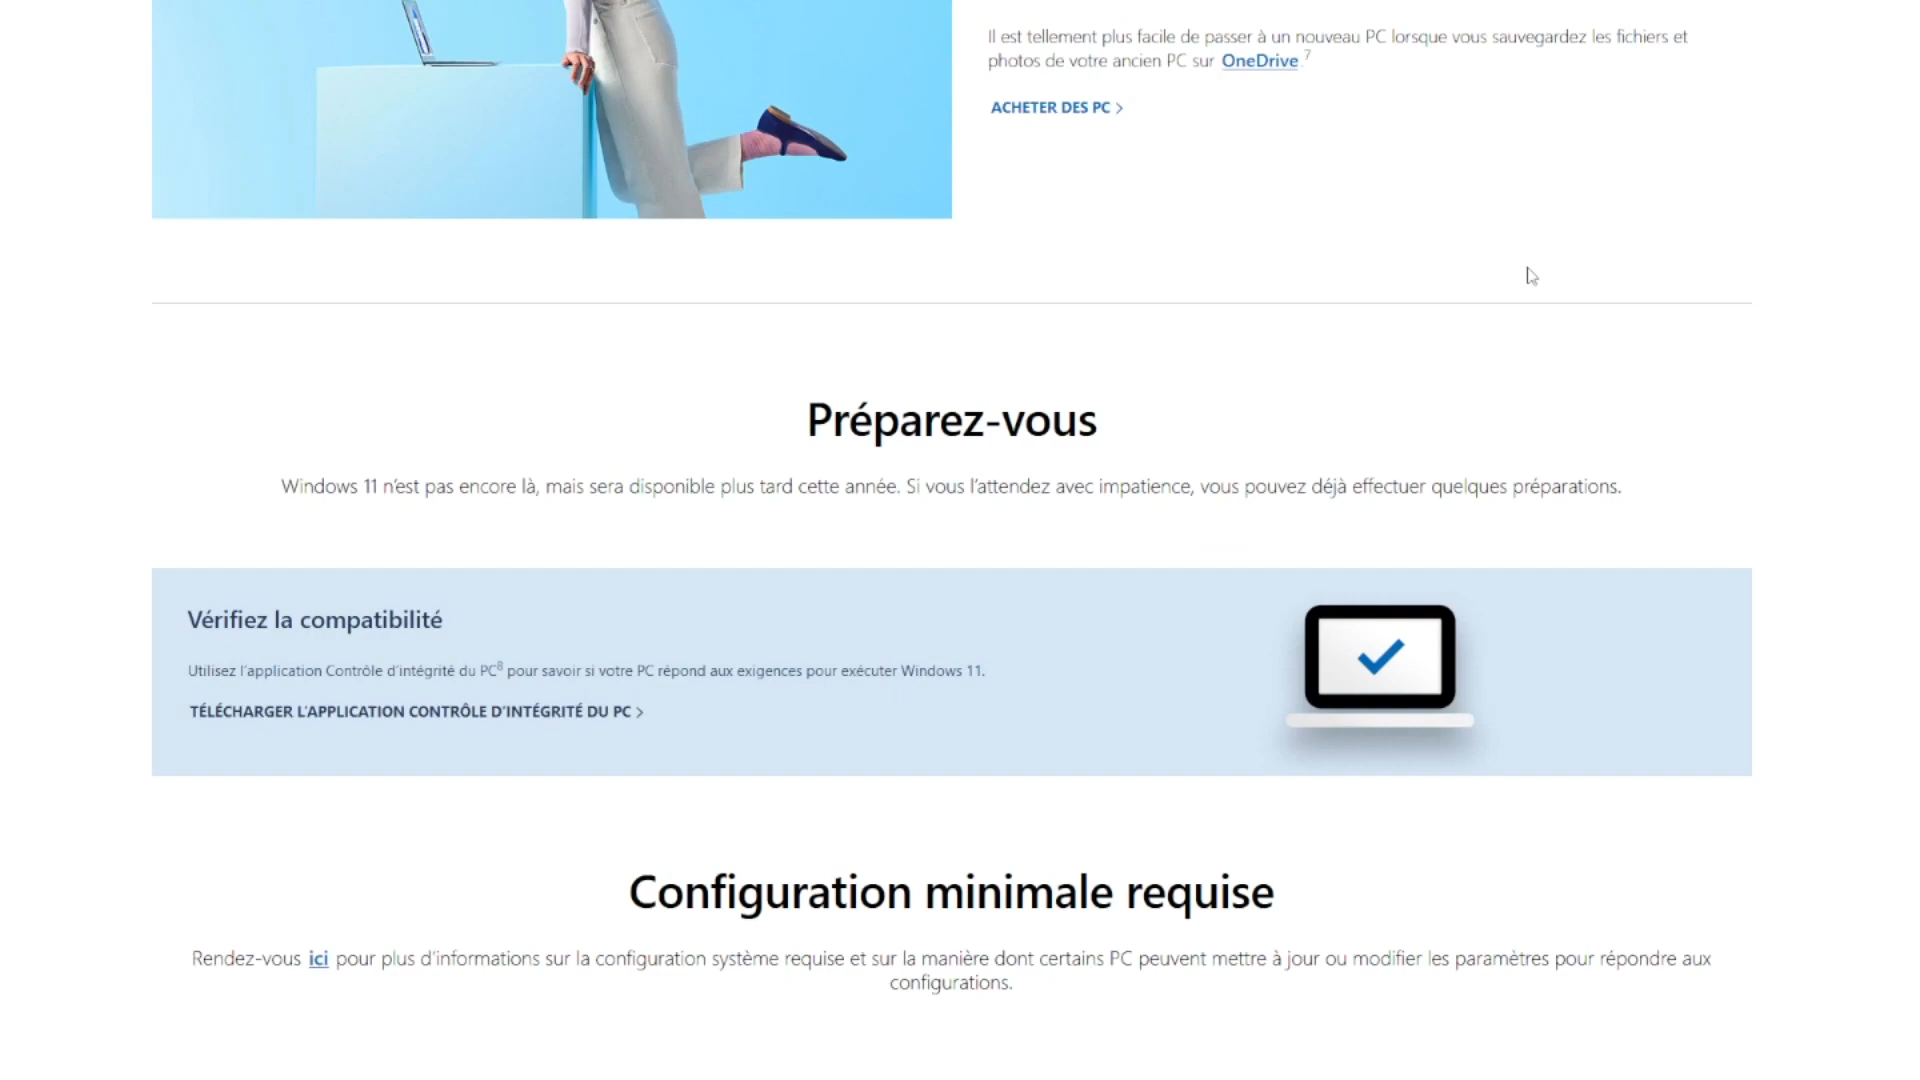 Il est tellement plus facile de passer à un nouveau PC lorsque vous sauvegardez les fichiers et
photos de votre ancien PC sur OneDrive.7
ACHETER DES PC >
Préparez-vous
Windows 11 n'est pas encore là, mais sera disponible plus tard cette année. Si vous l'attendez avec impatience, vous pouvez déjà effectuer quelques préparations.
Vérifiez la compatibilité
Utilisez l'application Contrôle d'intégrité du PC8 pour savoir si votre PC répond aux exigences pour exécuter Windows 11.
TÉLÉCHARGER L'APPLICATION CONTRÔLE D'INTÉGRITÉ DU PC >
Configuration minimale requise
Rendez-vous ici pour plus d'informations sur la configuration système requise et sur la manière dont certains PC peuvent mettre à jour ou modifier les paramètres pour répondre aux
configurations.